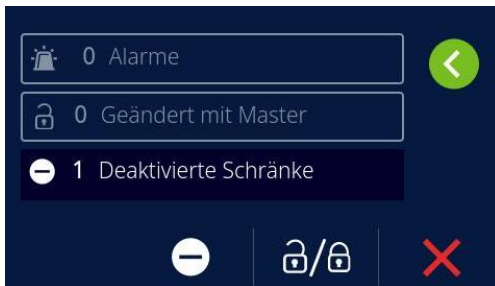 0 Alarme
0 Geändert mit Master
1 Deaktivierte Schränke
/